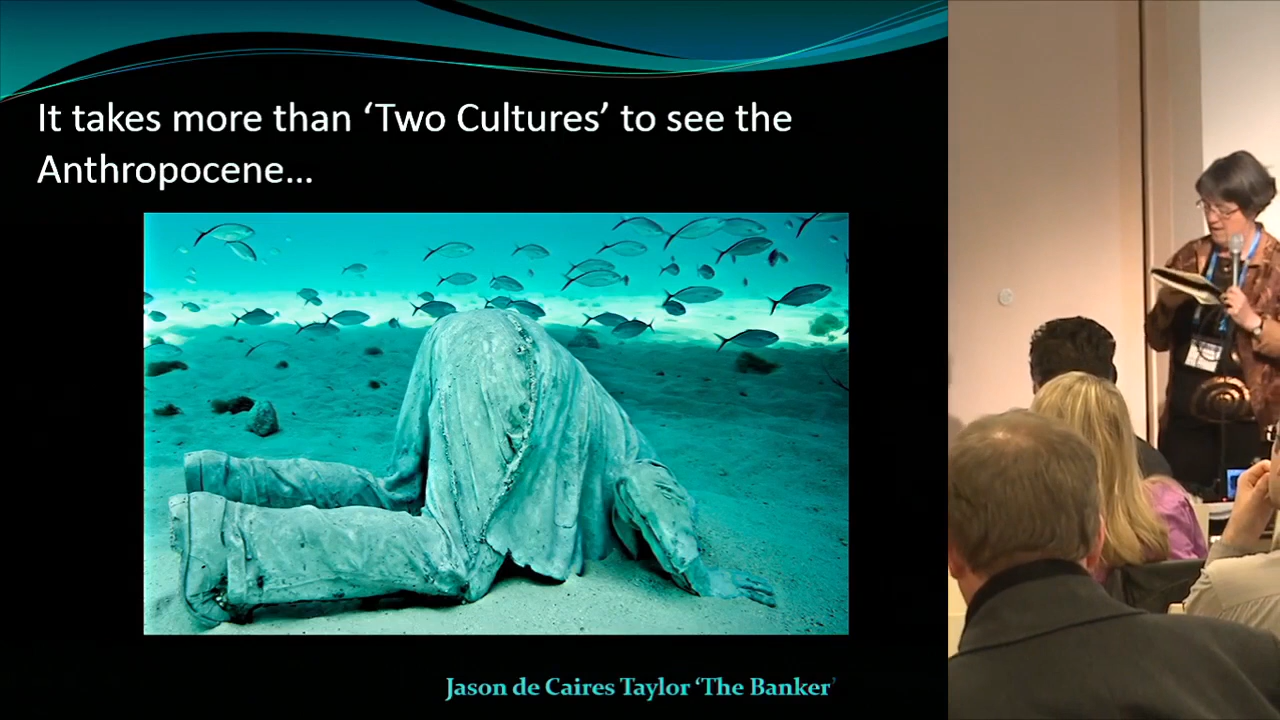 It takes more than ‘Two Cultures’ to see the
Anthropocene...
Jason de Caires Taylor ‘The Banker’